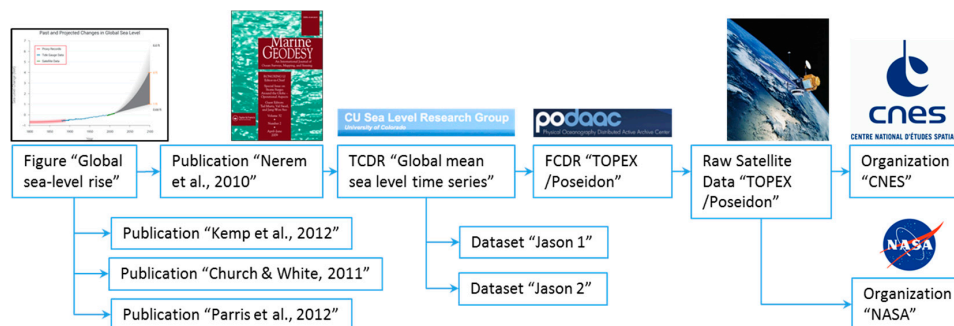 Past and Projected Changes in Global Sea Level
Marine
GEODESY
CU Sea Level Research Group
University of Colorado
podaac
Physical Oceanography Distributed Active Archive Center
cnes
CENTRE NATIONAL D'ÉTUDES SPATIAL
Figure “Global
sea-level rise”
Publication “Nerem
et al., 2010”
TCDR “Global mean
sea level time series”
FCDR “TOPEX
/Poseidon”
Raw Satellite
Data “TOPEX
/Poseidon”
Organization
“CNES”
Publication “Kemp et al., 2012”
Publication “Church & White, 2011”
Publication “Parris et al., 2012”
Dataset “Jason 1”
Dataset “Jason 2”
NASA
Organization
“NASA”